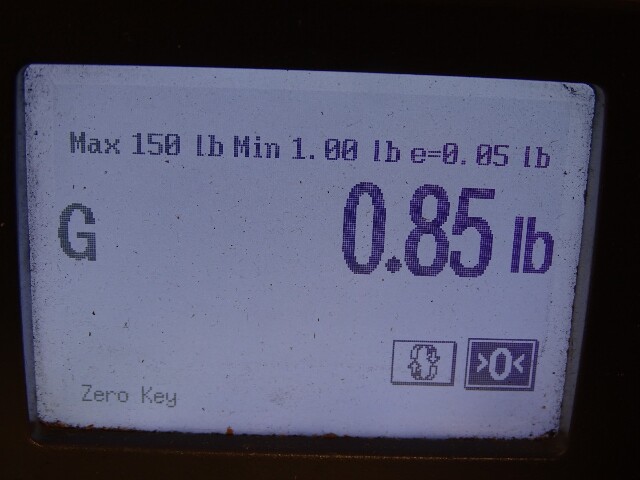 Max 150 lb Min 1.00 lb e=0.05 lb
G 0.85 lb
>0<
Zero Key